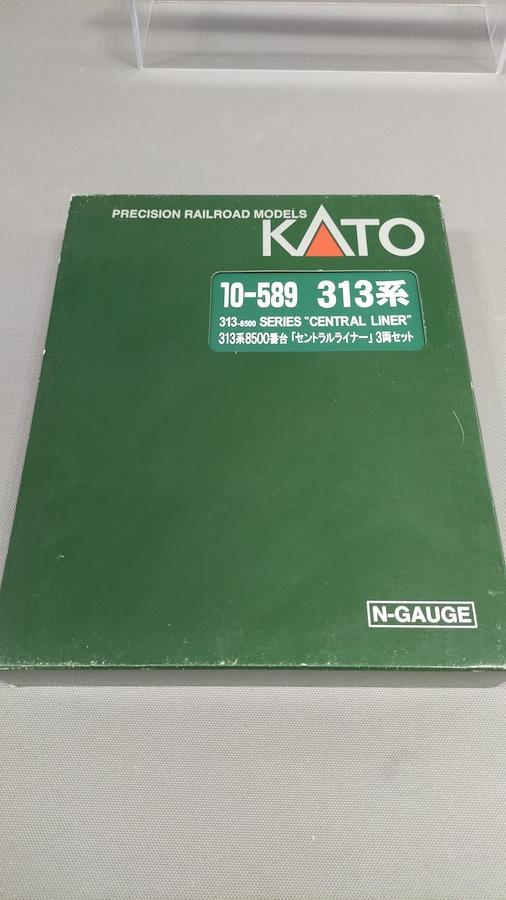 PRECISION RAILROAD MODELS
KATO
10-589 313系
313-8500 SERIES "CENTRAL LINER"
313系8500番台「セントラルライナー」3両セット
N-GAUGE